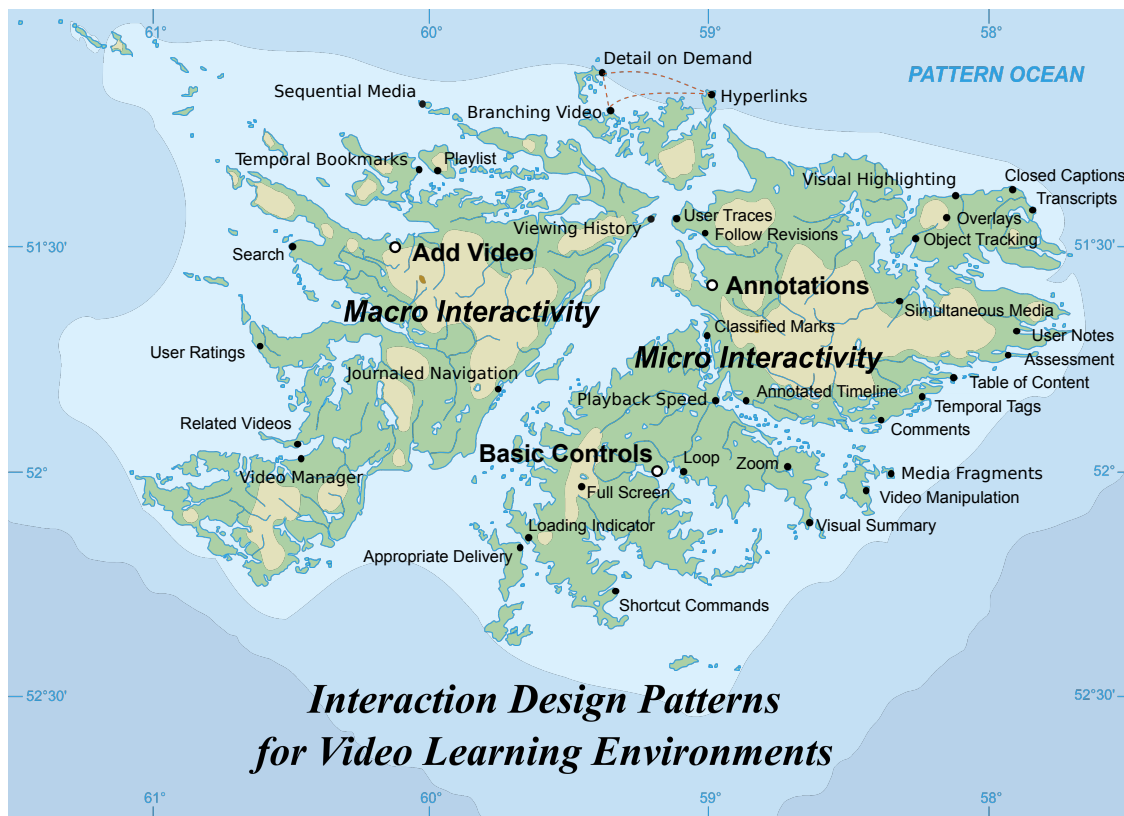 61°
60°
59°
58°
Detail on Demand
PATTERN OCEAN
Sequential Media
Hyperlinks
Branching Video
Temporal Bookmarks
Playlist
Visual Highlighting
Closed Captions
Transcripts
User Traces
Overlays
Viewing History
Follow Revisions
Object Tracking
51°30'
Search
Add Video
51°30'
Annotations
Macro Interactivity
Simultaneous Media
Classified Marks
User Notes
User Ratings
Micro Interactivity
Assessment
Journaled Navigation
Table of Content
Annotated Timeline
Playback Speed
Temporal Tags
Related Videos
Comments
Basic Controls
Loop
Zoom
52°
Video Manager
Media Fragments
52°
Full Screen
Video Manipulation
Loading Indicator
Visual Summary
Appropriate Delivery
Shortcut Commands
52°30'
52°30'
Interaction Design Patterns
for Video Learning Environments
61°
60°
59°
58°